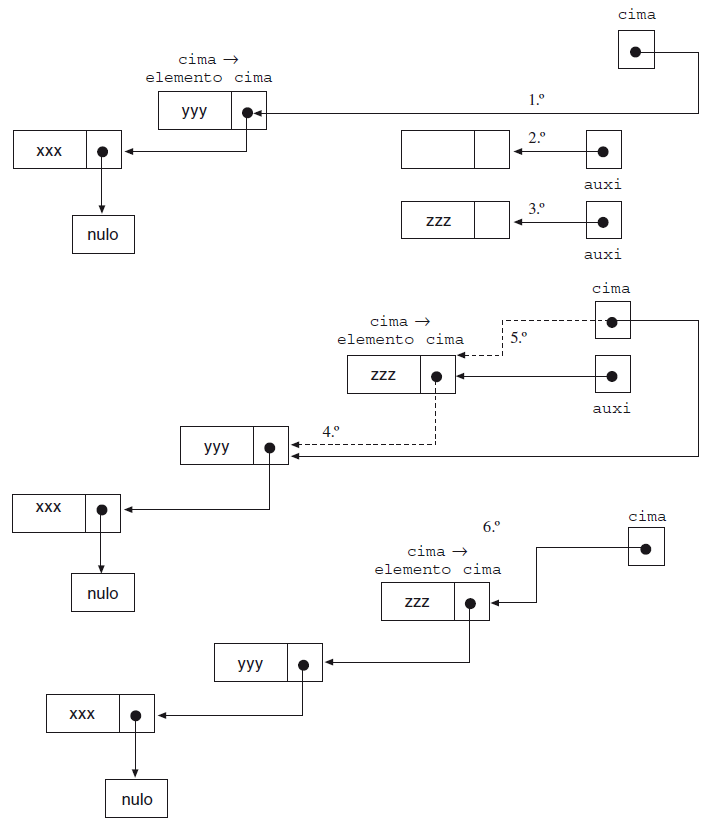 cima
cima →
elemento cima
yyy
1.º
xxx
2.º
auxi
nulo
zzz
3.º
auxi
cima
cima →
elemento cima
5.º
zzz
auxi
4.º
yyy
xxx
nulo
6.º
cima
cima →
elemento cima
zzz
yyy
xxx
nulo